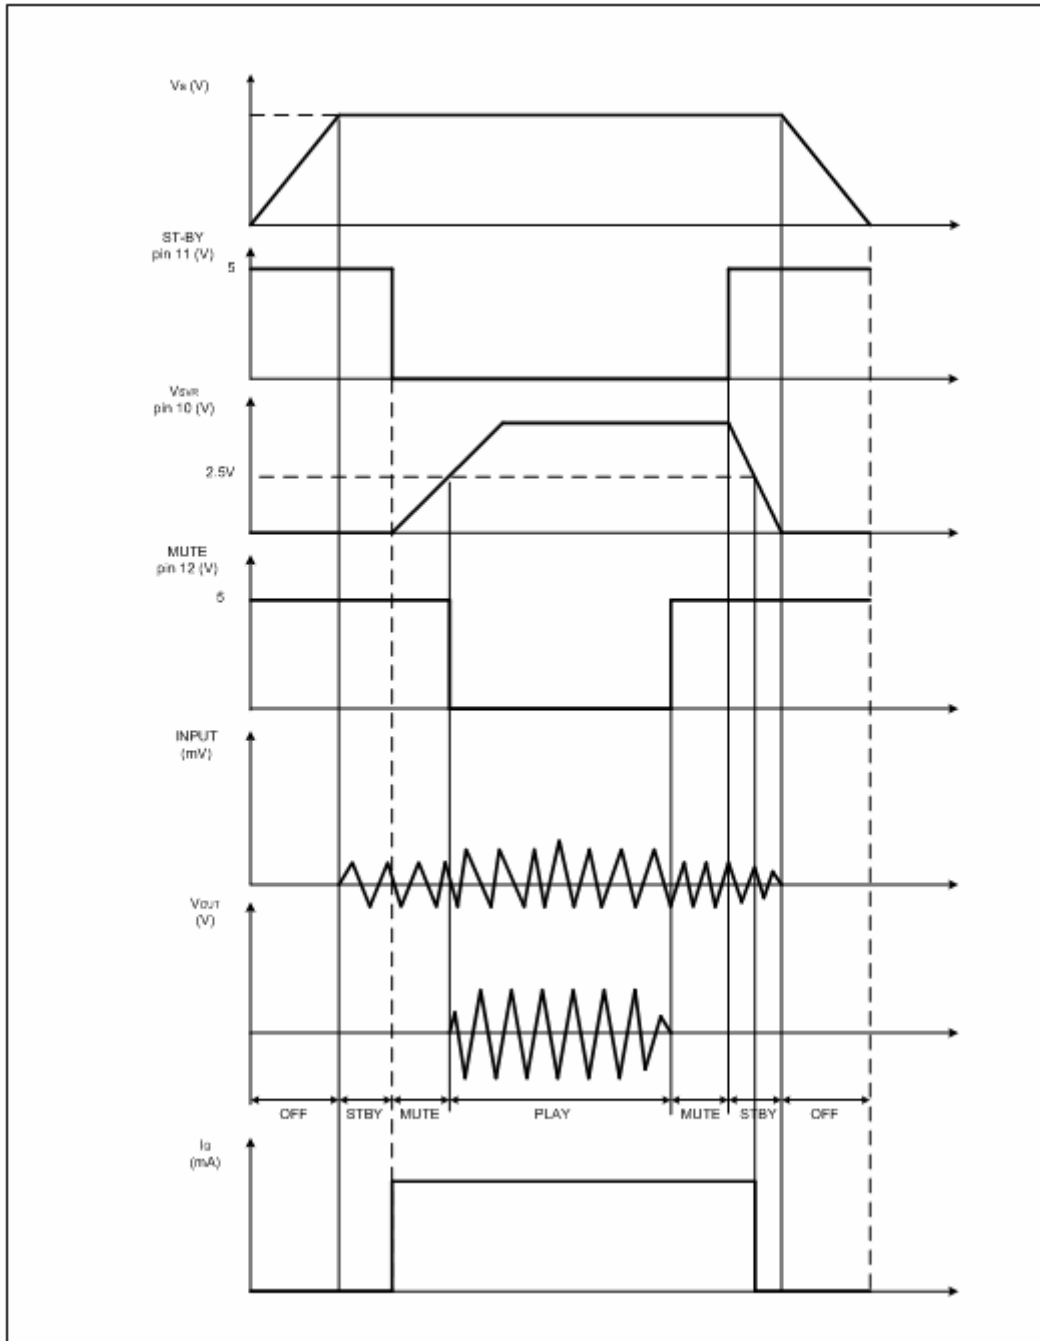 Vs (V)
ST-BY
pin 11 (V)
5
VSVR
pin 10 (V)
2.5V
MUTE
pin 12 (V)
5
INPUT
(mV)
VOUT
(V)
OFF STBY MUTE PLAY MUTE STBY OFF
IQ
(mA)